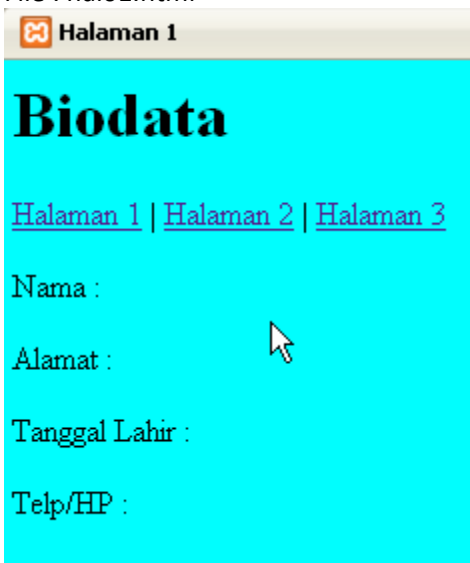 Halaman 1
Biodata
Halaman 1 | Halaman 2 | Halaman 3
Nama :
Alamat :
Tanggal Lahir :
Telp/HP :